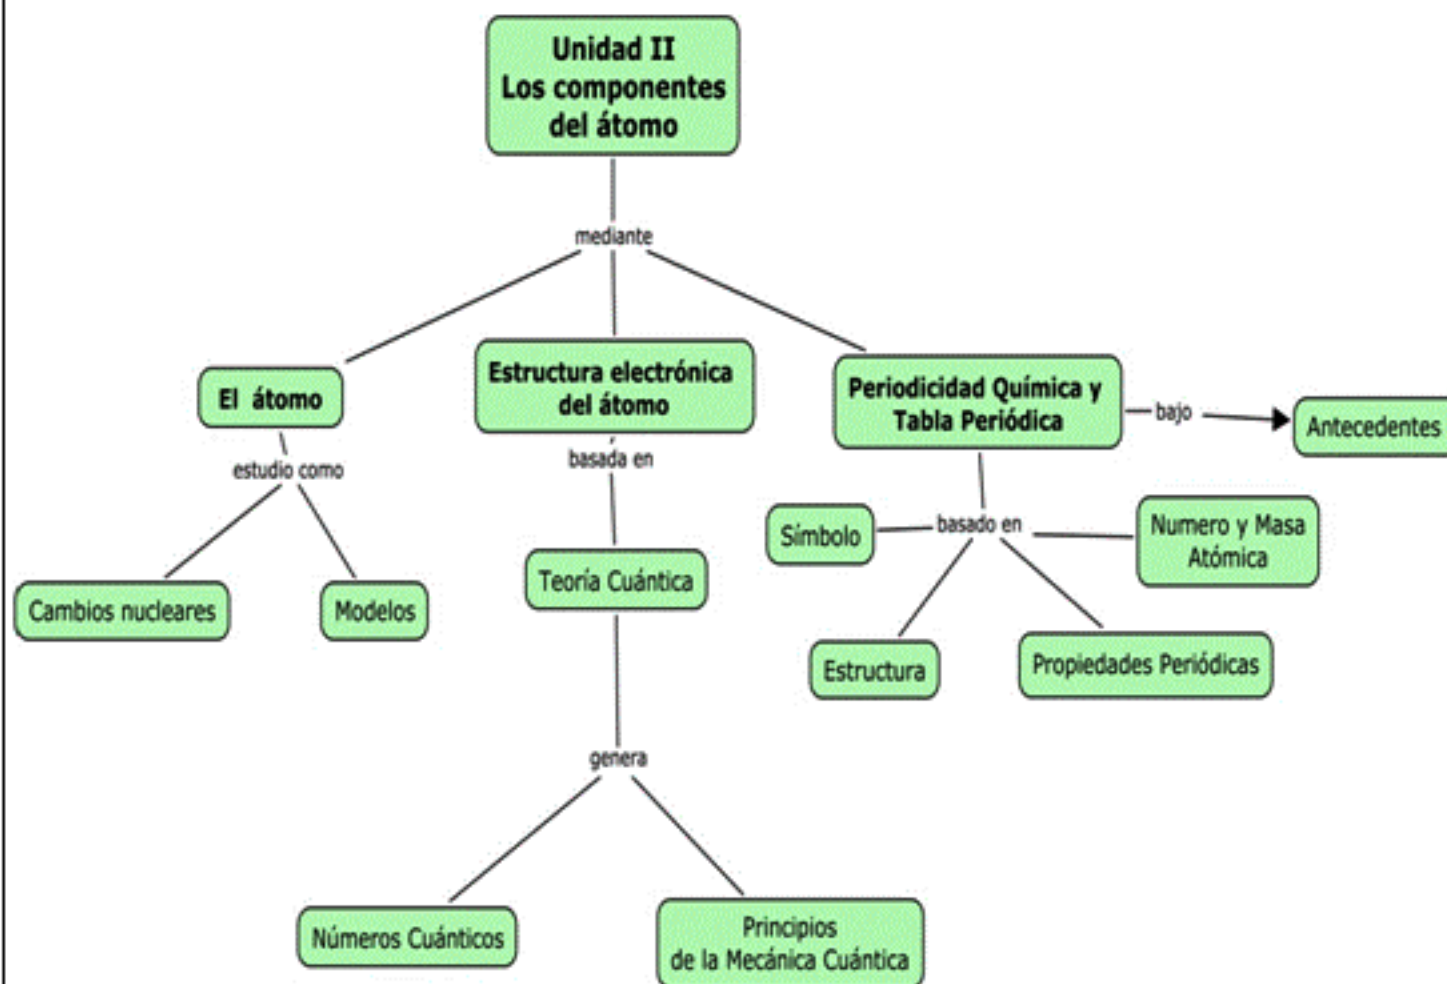 Unidad II
Los componentes
del átomo
mediante
El átomo
Estructura electrónica
del átomo
Periodicidad Química y
Tabla Periódica
bajo
Antecedentes
estudio como
basada en
basado en
Símbolo
Numero y Masa
Atómica
Cambios nucleares
Modelos
Teoría Cuántica
Estructura
Propiedades Periódicas
genera
Números Cuánticos
Principios
de la Mecánica Cuántica